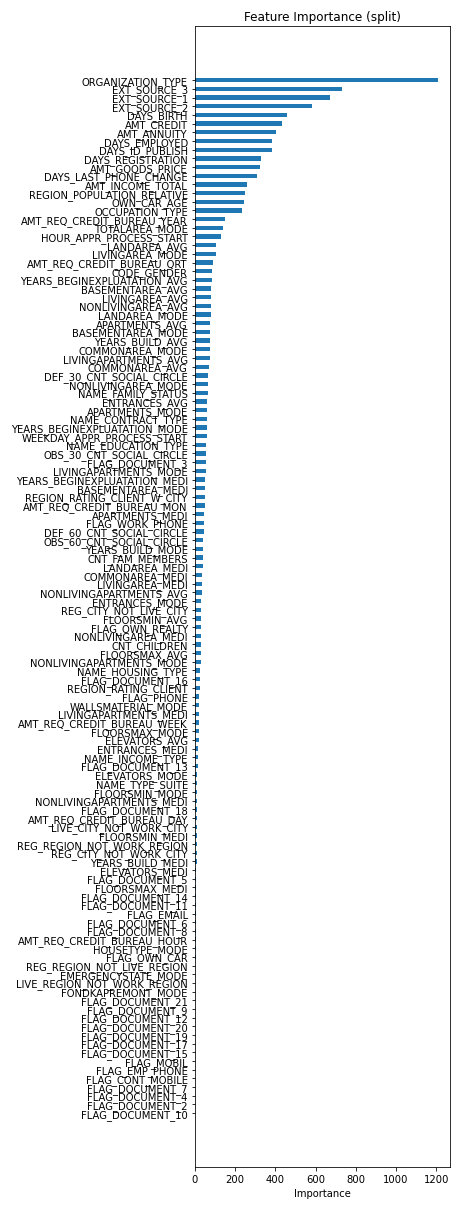 Feature Importance (split)
ORGANIZATION_TYPE
EXT_SOURCE_3
EXT_SOURCE_1
EXT_SOURCE_2
DAYS_BIRTH
AMT_CREDIT
AMT_ANNUITY
DAYS_EMPLOYED
DAYS_ID_PUBLISH
DAYS_REGISTRATION
AMT_GOODS_PRICE
DAYS_LAST_PHONE_CHANGE
AMT_INCOME_TOTAL
REGION_POPULATION_RELATIVE
OWN_CAR_AGE
OCCUPATION_TYPE
AMT_REQ_CREDIT_BUREAU_YEAR
TOTALAREA_MODE
HOUR_APPR_PROCESS_START
LANDAREA_AVG
LIVINGAREA_MODE
AMT_REQ_CREDIT_BUREAU_QRT
CODE_GENDER
YEARS_BEGINEXPLUATATION_AVG
BASEMENTAREA_AVG
LIVINGAREA_AVG
NONLIVINGAREA_AVG
LANDAREA_MODE
APARTMENTS_AVG
BASEMENTAREA_MODE
YEARS_BUILD_AVG
COMMONAREA_MODE
LIVINGAPARTMENTS_AVG
COMMONAREA_AVG
DEF_30_CNT_SOCIAL_CIRCLE
NONLIVINGAREA_MODE
NAME_FAMILY_STATUS
ENTRANCES_AVG
APARTMENTS_MODE
NAME_CONTRACT_TYPE
YEARS_BEGINEXPLUATATION_MODE
WEEKDAY_APPR_PROCESS_START
NAME_EDUCATION_TYPE
OBS_30_CNT_SOCIAL_CIRCLE
FLAG_DOCUMENT_3
LIVINGAPARTMENTS_MODE
YEARS_BEGINEXPLUATATION_MEDI
BASEMENTAREA_MEDI
REGION_RATING_CLIENT_W_CITY
AMT_REQ_CREDIT_BUREAU_MON
APARTMENTS_MEDI
FLAG_WORK_PHONE
DEF_60_CNT_SOCIAL_CIRCLE
OBS_60_CNT_SOCIAL_CIRCLE
YEARS_BUILD_MODE
CNT_FAM_MEMBERS
LANDAREA_MEDI
COMMONAREA_MEDI
LIVINGAREA_MEDI
NONLIVINGAPARTMENTS_AVG
ENTRANCES_MODE
REG_CITY_NOT_LIVE_CITY
FLOORSMIN_AVG
FLAG_OWN_REALTY
NONLIVINGAREA_MEDI
CNT_CHILDREN
FLOORSMAX_AVG
NONLIVINGAPARTMENTS_MODE
NAME_HOUSING_TYPE
FLAG_DOCUMENT_16
REGION_RATING_CLIENT
FLAG_PHONE
WALLSMATERIAL_MODE
LIVINGAPARTMENTS_MEDI
AMT_REQ_CREDIT_BUREAU_WEEK
FLOORSMAX_MODE
ELEVATORS_AVG
ENTRANCES_MEDI
NAME_INCOME_TYPE
FLAG_DOCUMENT_13
ELEVATORS_MODE
NAME_TYPE_SUITE
FLOORSMIN_MODE
NONLIVINGAPARTMENTS_MEDI
FLAG_DOCUMENT_18
AMT_REQ_CREDIT_BUREAU_DAY
LIVE_CITY_NOT_WORK_CITY
FLOORSMIN_MEDI
REG_REGION_NOT_WORK_REGION
REG_CITY_NOT_WORK_CITY
YEARS_BUILD_MEDI
ELEVATORS_MEDI
FLAG_DOCUMENT_5
FLOORSMAX_MEDI
FLAG_DOCUMENT_14
FLAG_DOCUMENT_11
FLAG_EMAIL
FLAG_DOCUMENT_6
FLAG_DOCUMENT_8
AMT_REQ_CREDIT_BUREAU_HOUR
HOUSETYPE_MODE
FLAG_OWN_CAR
REG_REGION_NOT_LIVE_REGION
EMERGENCYSTATE_MODE
LIVE_REGION_NOT_WORK_REGION
FONDKAPREMONT_MODE
FLAG_DOCUMENT_21
FLAG_DOCUMENT_9
FLAG_DOCUMENT_12
FLAG_DOCUMENT_20
FLAG_DOCUMENT_19
FLAG_DOCUMENT_17
FLAG_DOCUMENT_15
FLAG_MOBIL
FLAG_EMP_PHONE
FLAG_CONT_MOBILE
FLAG_DOCUMENT_7
FLAG_DOCUMENT_4
FLAG_DOCUMENT_2
FLAG_DOCUMENT_10
0 200 400 600 800 1000 1200
Importance